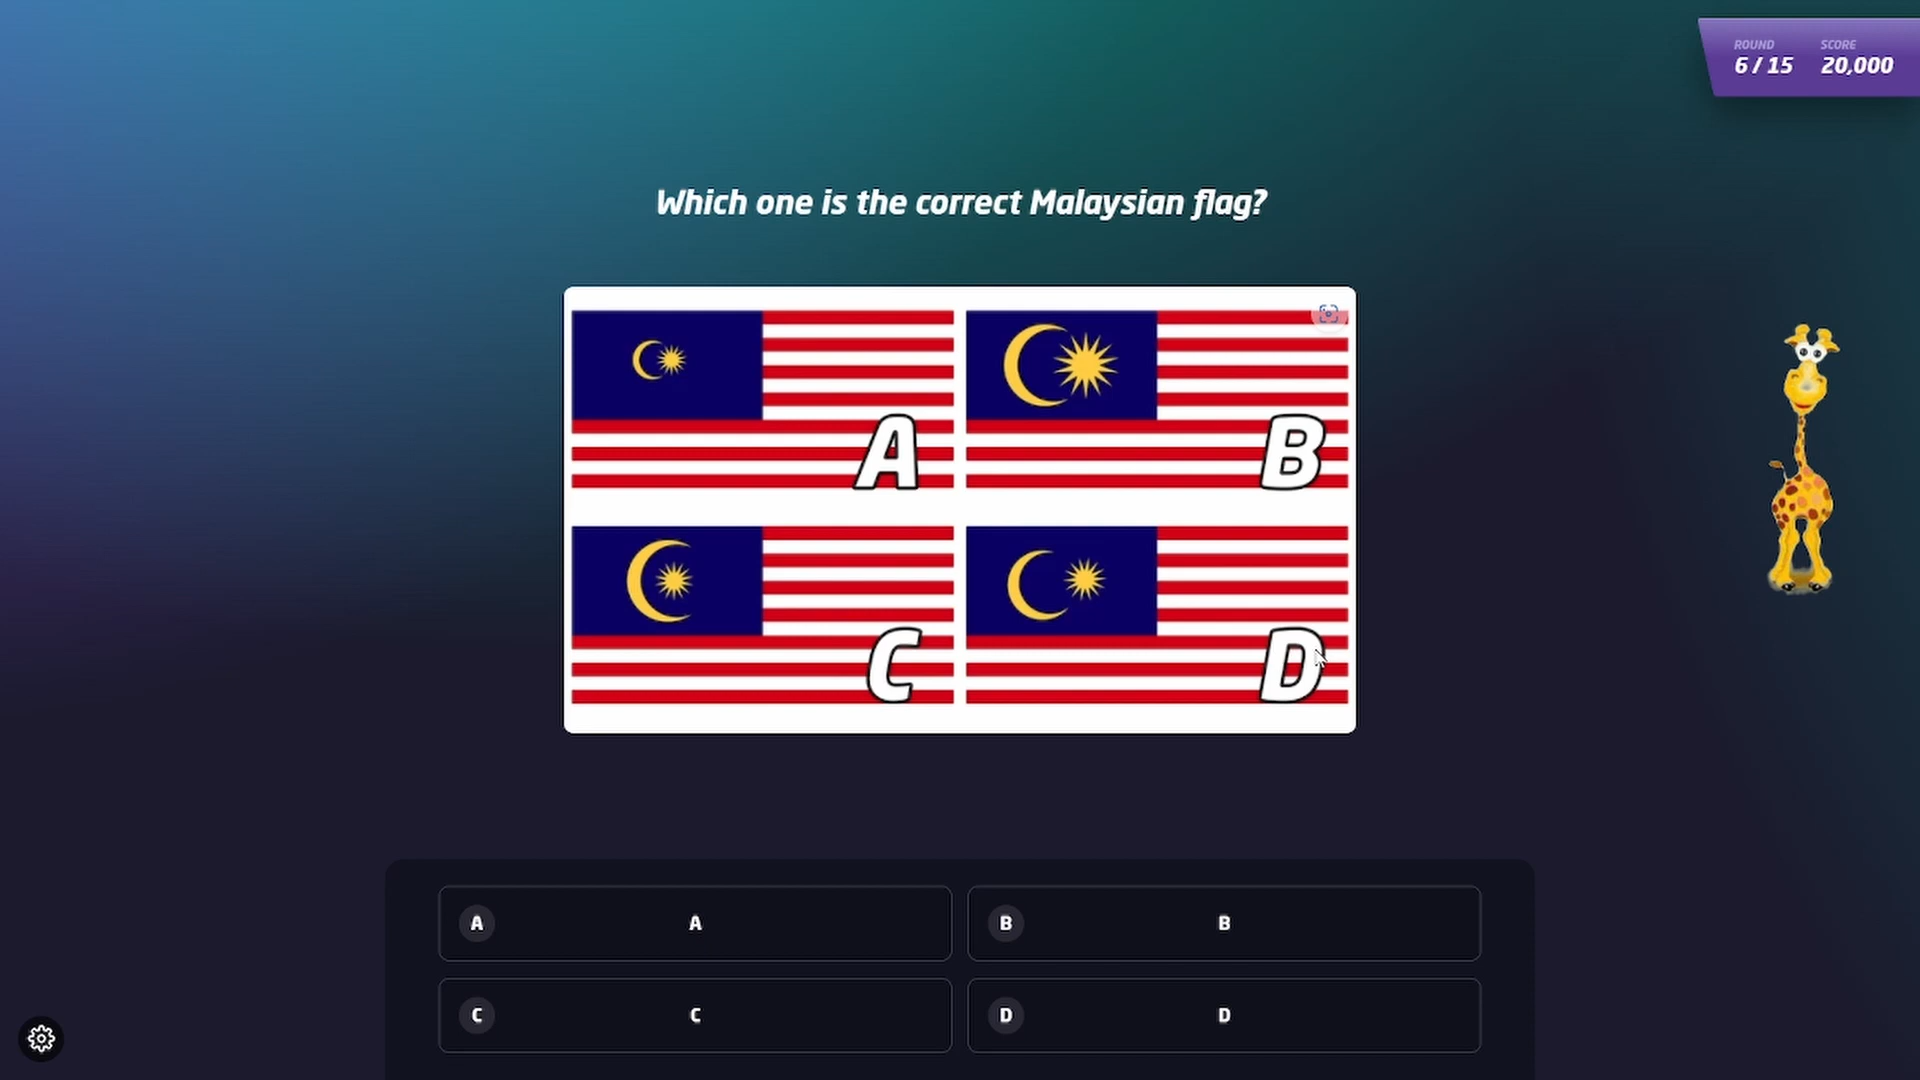 ROUND SCORE
6 / 15 20,000
Which one is the correct Malaysian flag?
A B
C D
A A
B B
C C
D D